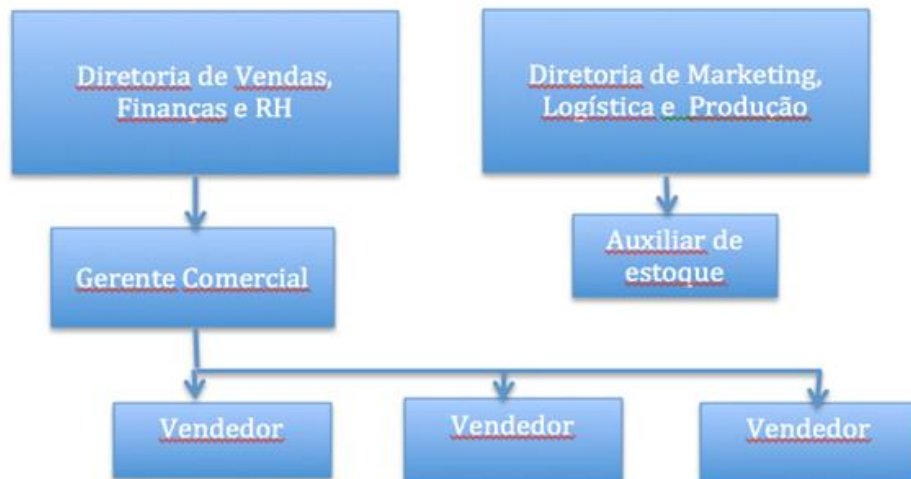 Diretoria de Vendas,
Finanças e RH
Diretoria de Marketing,
Logística e Produção
Gerente Comercial
Auxiliar de
estoque
Vendedor
Vendedor
Vendedor